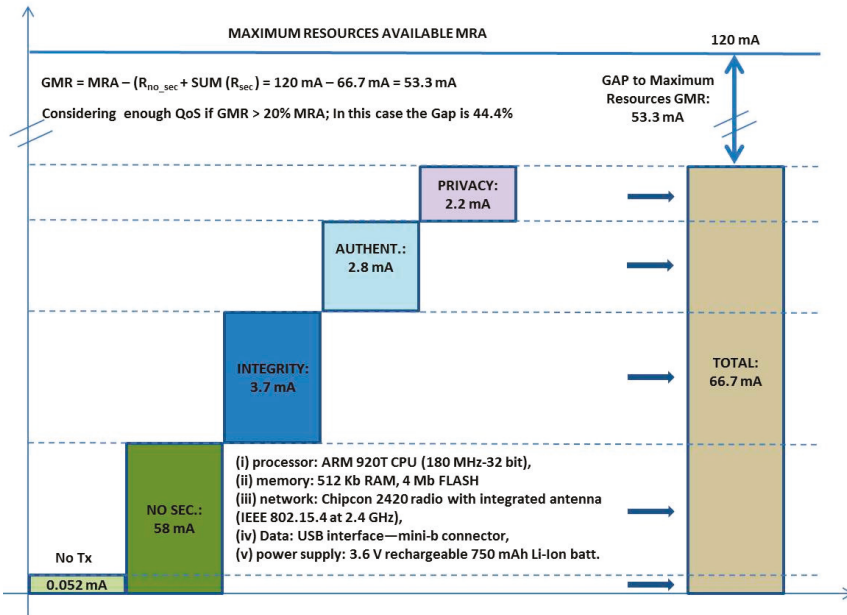 MAXIMUM RESOURCES AVAILABLE MRA
120 mA
GMR = MRA – (Rno_sec + SUM (Rsec) = 120 mA – 66.7 mA = 53.3 mA
Considering enough QoS if GMR > 20% MRA; In this case the Gap is 44.4%
GAP to Maximum
Resources GMR:
53.3 mA
PRIVACY:
2.2 mA
AUTHENT.:
2.8 mA
INTEGRITY:
3.7 mA
TOTAL:
66.7 mA
(i) processor: ARM 920T CPU (180 MHz-32 bit),
(ii) memory: 512 Kb RAM, 4 Mb FLASH
(iii) network: Chipcon 2420 radio with integrated antenna
(IEEE 802.15.4 at 2.4 GHz),
(iv) Data: USB interface—mini-b connector,
(v) power supply: 3.6 V rechargeable 750 mAh Li-Ion batt.
NO SEC.:
58 mA
No Tx
0.052 mA